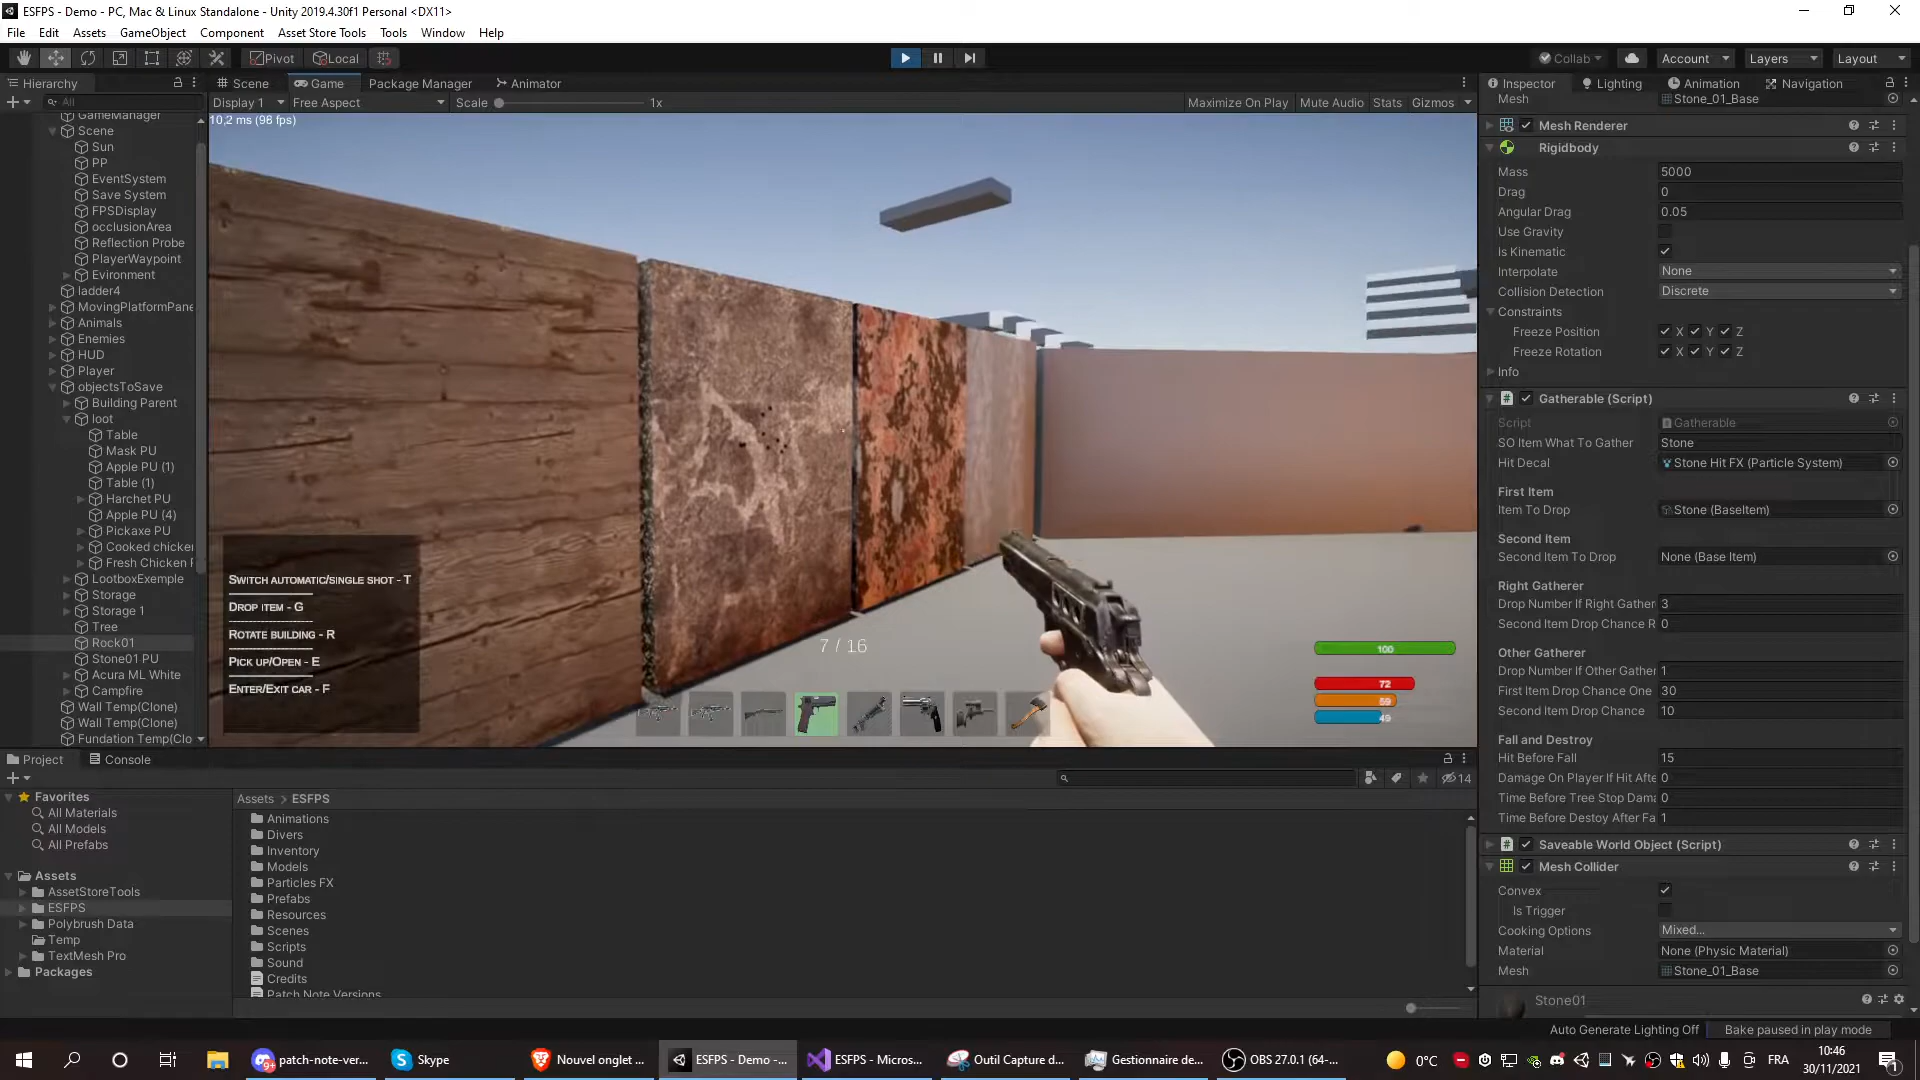 ESFPS - Demo - PC, Mac & Linux Standalone - Unity 2019.4.30f1 Personal <DX11>
File Edit Assets GameObject Component Asset Store Tools Tools Window Help
Pivot Local Collab Account Layers Layout
Hierarchy
All
GameManager
Scene
Sun
PP
EventSystem
Save System
FPSDisplay
occlusionArea
Reflection Probe
PlayerWaypoint
Evironment
ladder4
MovingPlatformPane
Animals
Enemies
HUD
Player
objectsToSave
Building Parent
loot
Table
Mask PU
Apple PU (1)
Table (1)
Harchet PU
Apple PU (4)
Pickaxe PU
Cooked chicken
Fresh Chicken
LootboxExemple
Storage
Storage 1
Tree
Rock01
Stone01 PU
Acura ML White
Campfire
Wall Temp(Clone)
Wall Temp(Clone)
Fundation Temp(Clo
Scene Game Package Manager Animator
Display 1 Free Aspect Scale 1x Maximize On Play Mute Audio Stats Gizmos
10,2 ms (98 fps)
SWITCH AUTOMATIC/SINGLE SHOT - T
DROP ITEM - G
ROTATE BUILDING - R
PICK UP/OPEN - E
ENTER/EXIT CAR - F
7 / 16
100
72
59
49
Inspector Lighting Animation Navigation
Mesh Stone_01_Base
Mesh Renderer
Rigidbody
Mass 5000
Drag 0
Angular Drag 0.05
Use Gravity
Is Kinematic
Interpolate None
Collision Detection Discrete
Constraints
Freeze Position X Y Z
Freeze Rotation X Y Z
Info
Gatherable (Script)
Script Gatherable
SO Item What To Gather Stone
Hit Decal Stone Hit FX (Particle System)
First Item
Item To Drop Stone (BaseItem)
Second Item
Second Item To Drop None (Base Item)
Right Gatherer
Drop Number If Right Gather 3
Second Item Drop Chance R 0
Other Gatherer
Drop Number If Other Gather 1
First Item Drop Chance One 30
Second Item Drop Chance 10
Fall and Destroy
Hit Before Fall 15
Damage On Player If Hit Afte 0
Time Before Tree Stop Dama 0
Time Before Destoy After Fa 1
Saveable World Object (Script)
Mesh Collider
Convex
Is Trigger
Cooking Options Mixed...
Material None (Physic Material)
Mesh Stone_01_Base
Stone01
Project Console
14
Favorites
All Materials
All Models
All Prefabs
Assets
AssetStoreTools
ESFPS
Polybrush Data
Temp
TextMesh Pro
Packages
Assets > ESFPS
Animations
Divers
Inventory
Models
Particles FX
Prefabs
Resources
Scenes
Scripts
Sound
Credits
Patch Note Versions
Auto Generate Lighting Off Bake paused in play mode
patch-note-ver... Skype Nouvel onglet ... ESFPS - Demo -... ESFPS - Micros... Outil Capture d... Gestionnaire de... OBS 27.0.1 (64-... 0°C FRA
10:46
30/11/2021